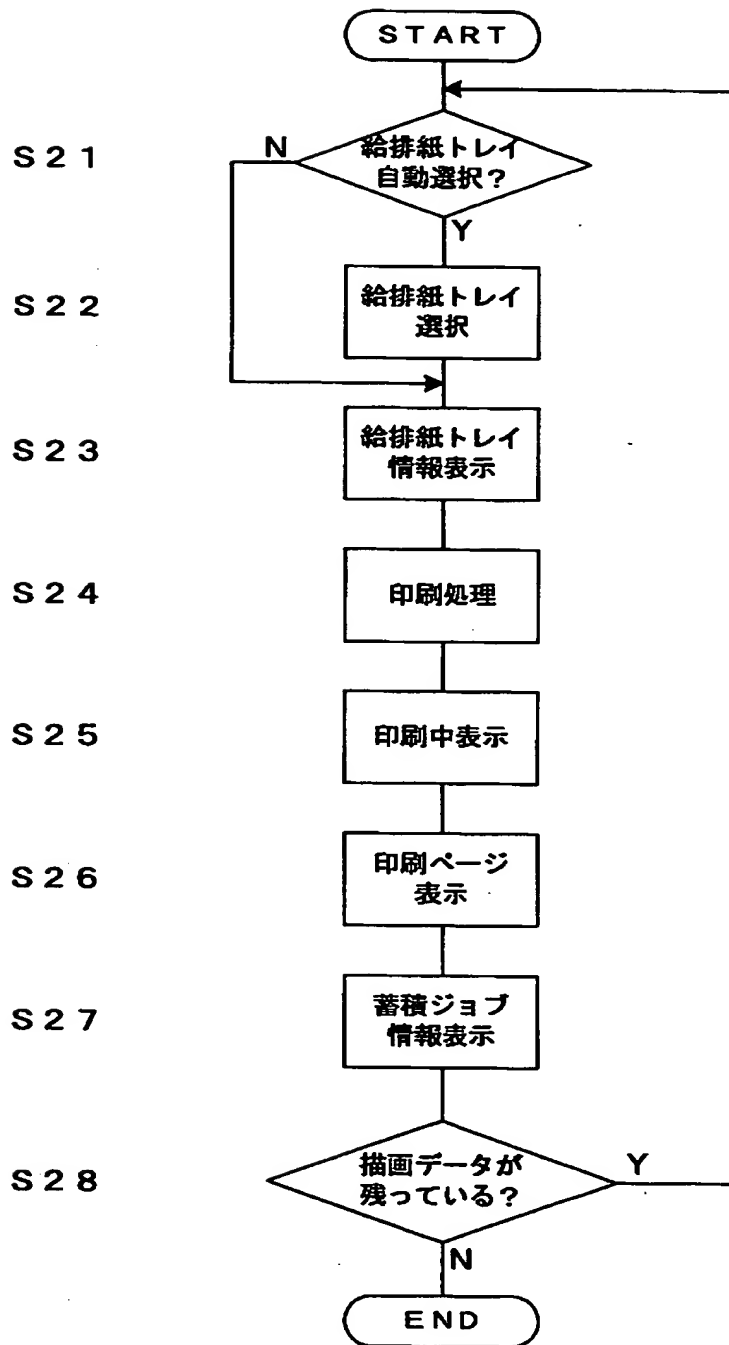 START
S21
N
給排紙トレイ
自動選択?
Y
S22
給排紙トレイ
選択
S23
給排紙トレイ
情報表示
S24
印刷処理
S25
印刷中表示
S26
印刷ページ
表示
S27
蓄積ジョブ
情報表示
S28
描画データが
残っている?
Y
N
END